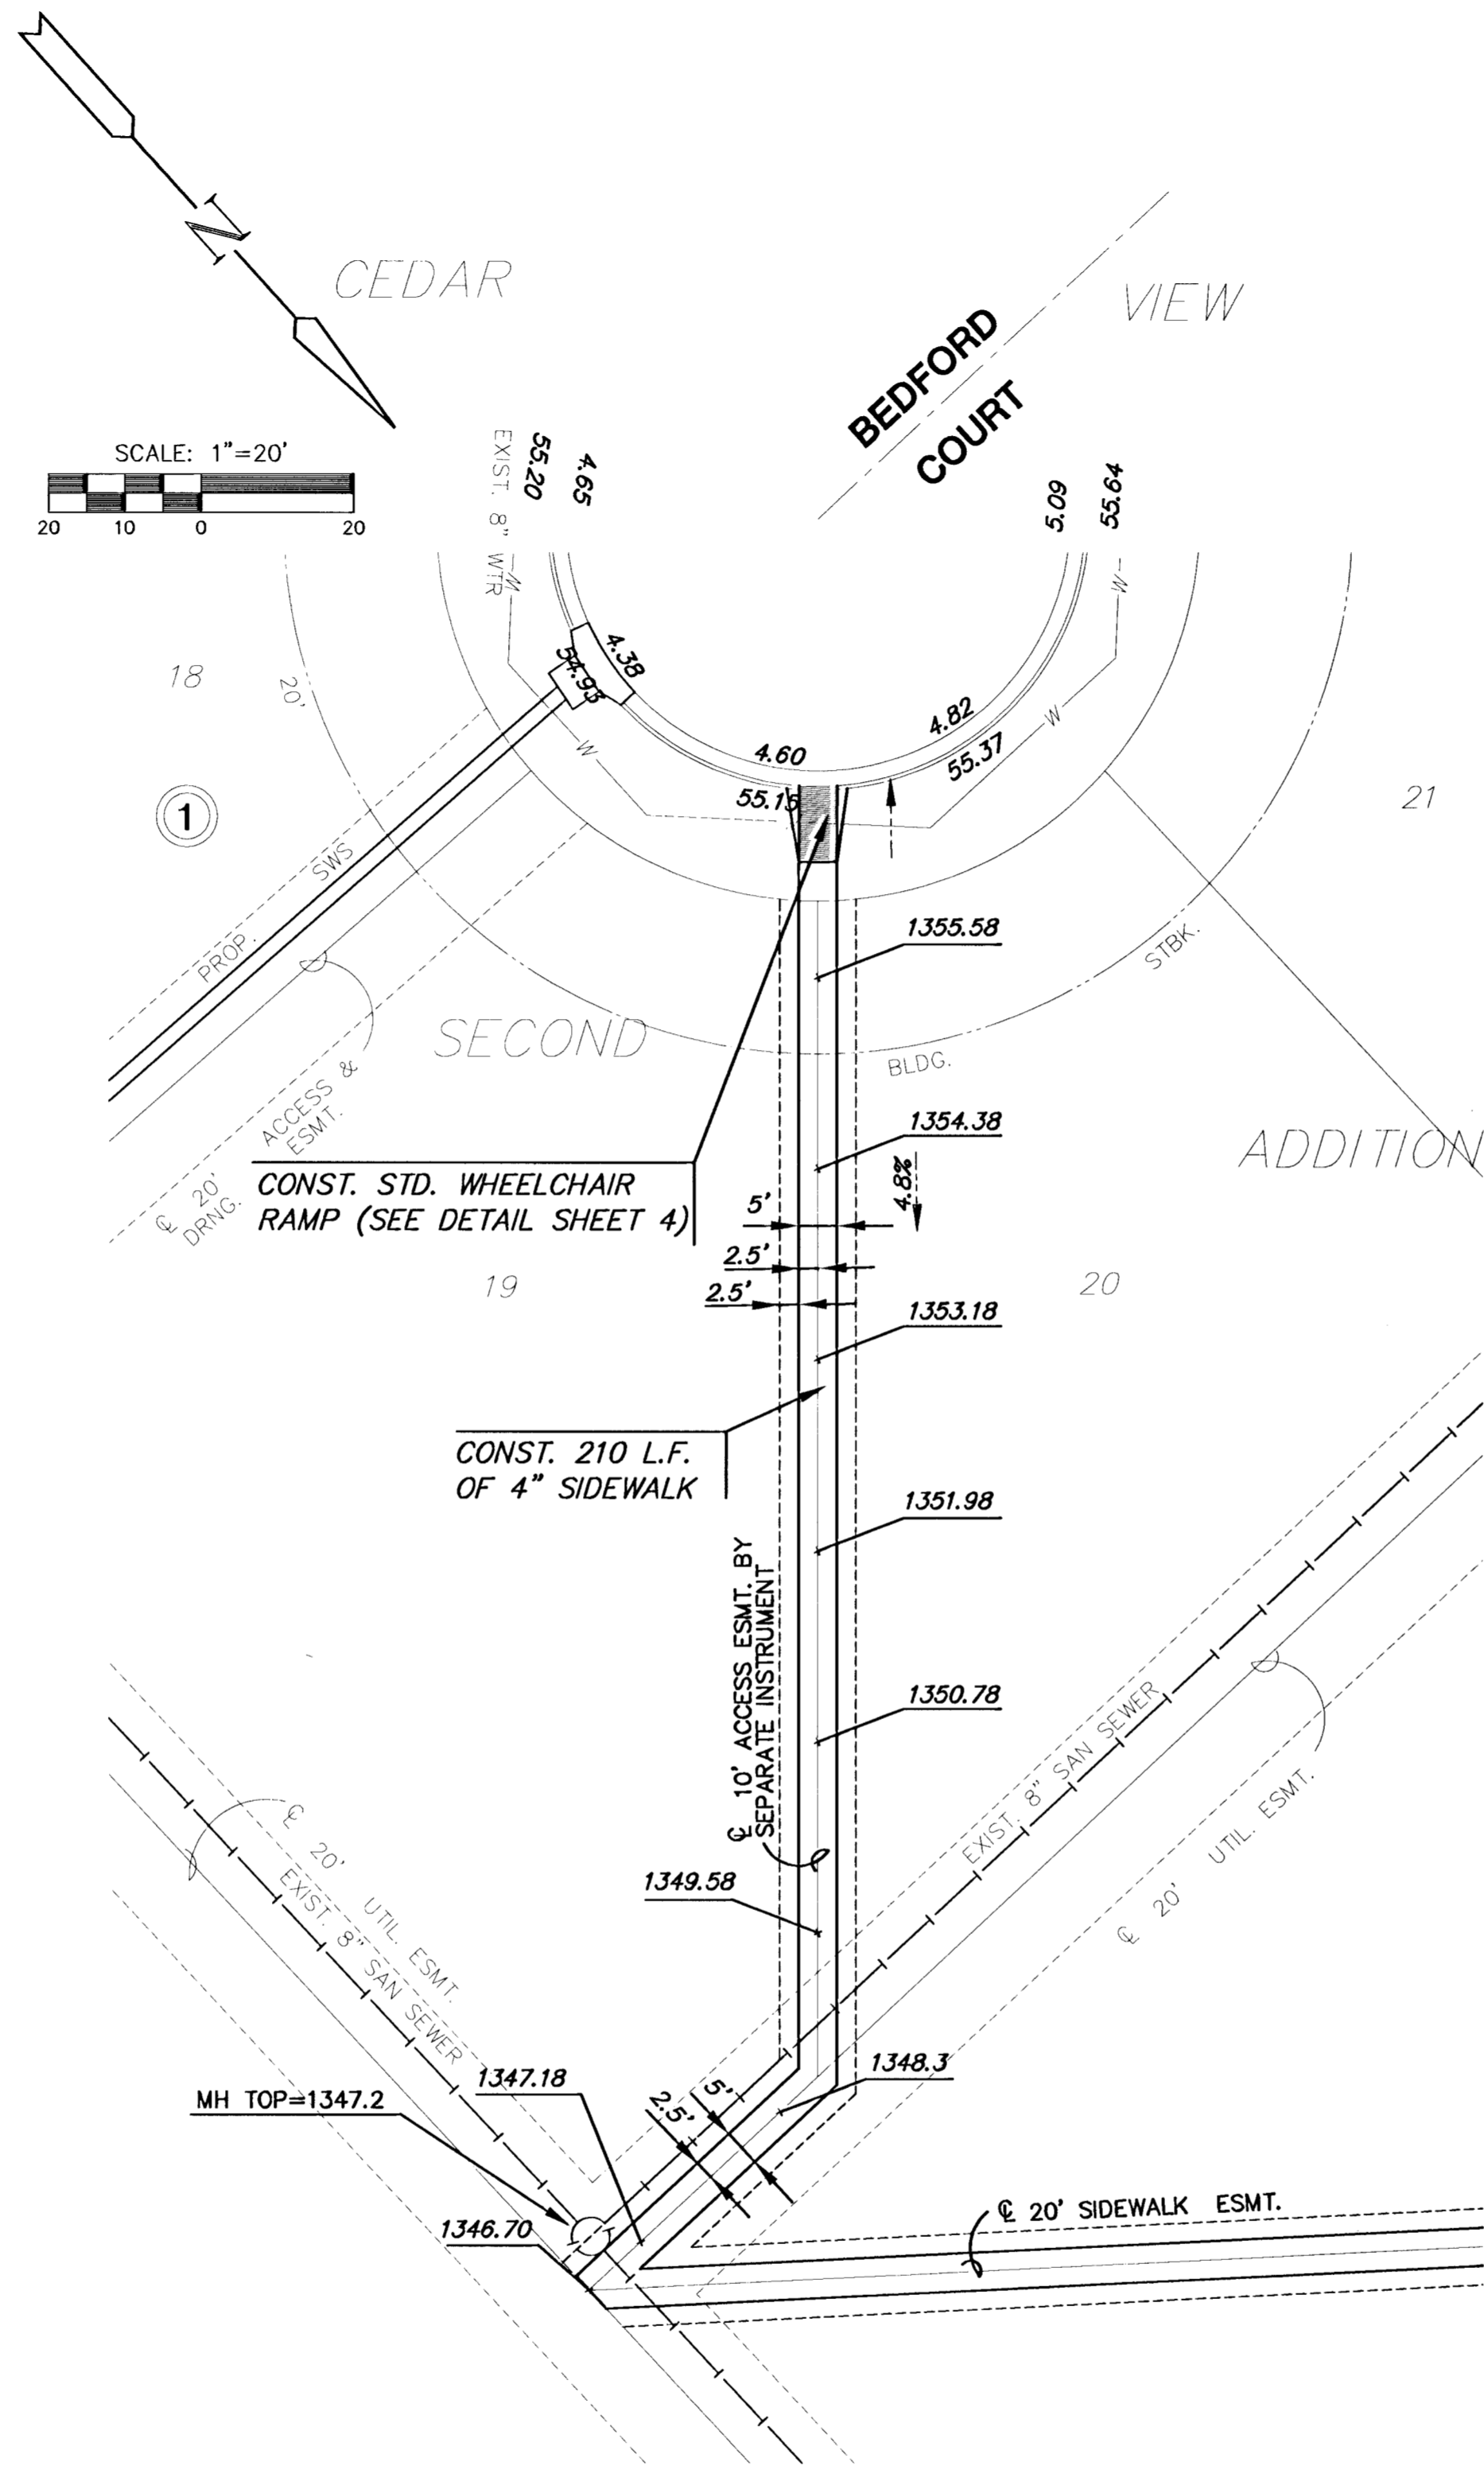 N
CEDAR
VIEW
BEDFORD
COURT
SCALE: 1"=20'
20 10 0 20
EXIST. 8" WTR
55.20
4.65
5.09
55.64
W
W
18
20'
4.38
54.93
4.82
55.37
W
W
4.60
55.15
21
1
PROP. SWS
STBK.
BLDG.
1355.58
SECOND
ACCESS &
ESMT.
℄ 20'
DRNG.
1354.38
4.8%
ADDITION
CONST. STD. WHEELCHAIR
RAMP (SEE DETAIL SHEET 4)
5'
2.5'
2.5'
19
20
1353.18
CONST. 210 L.F.
OF 4" SIDEWALK
1351.98
℄ 10' ACCESS ESMT. BY
SEPARATE INSTRUMENT
1350.78
EXIST. 8" SAN SEWER
℄ 20' UTIL. ESMT.
℄ 20' UTIL. ESMT.
EXIST. 8" SAN SEWER
1349.58
1348.3
1347.18
MH TOP=1347.2
2.5'
5'
1346.70
℄ 20' SIDEWALK ESMT.